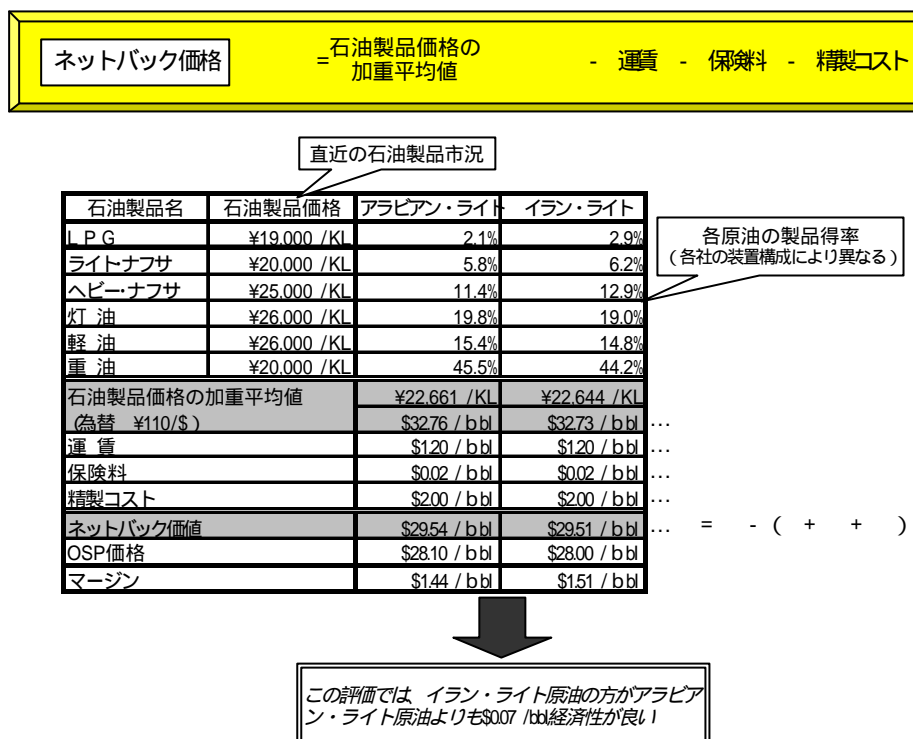 ネットバック価格 =石油製品価格の加重平均値 - 運賃 - 保険料 - 精製コスト
直近の石油製品市況
石油製品名 石油製品価格 アラビアン・ライト イラン・ライト
LPG ¥19,000 /KL 2.1% 2.9%
ライト・ナフサ ¥20,000 /KL 5.8% 6.2%
ヘビー・ナフサ ¥25,000 /KL 11.4% 12.9%
灯 油 ¥26,000 /KL 19.8% 19.0%
軽 油 ¥26,000 /KL 15.4% 14.8%
重 油 ¥20,000 /KL 45.5% 44.2%
各原油の製品得率
(各社の装置構成により異なる)
石油製品価格の加重平均値 ¥22,661 /KL ¥22,644 /KL
(為替 ¥110/$) $32.76 / bbl $32.73 / bbl …
運 賃 $1.20 / bbl $1.20 / bbl …
保険料 $0.02 / bbl $0.02 / bbl …
精製コスト $2.00 / bbl $2.00 / bbl …
ネットバック価値 $29.54 / bbl $29.51 / bbl … = - ( + + )
OSP価格 $28.10 / bbl $28.00 / bbl
マージン $1.44 / bbl $1.51 / bbl
この評価では、イラン・ライト原油の方がアラビア
ン・ライト原油よりも$0.07 /bbl経済性が良い